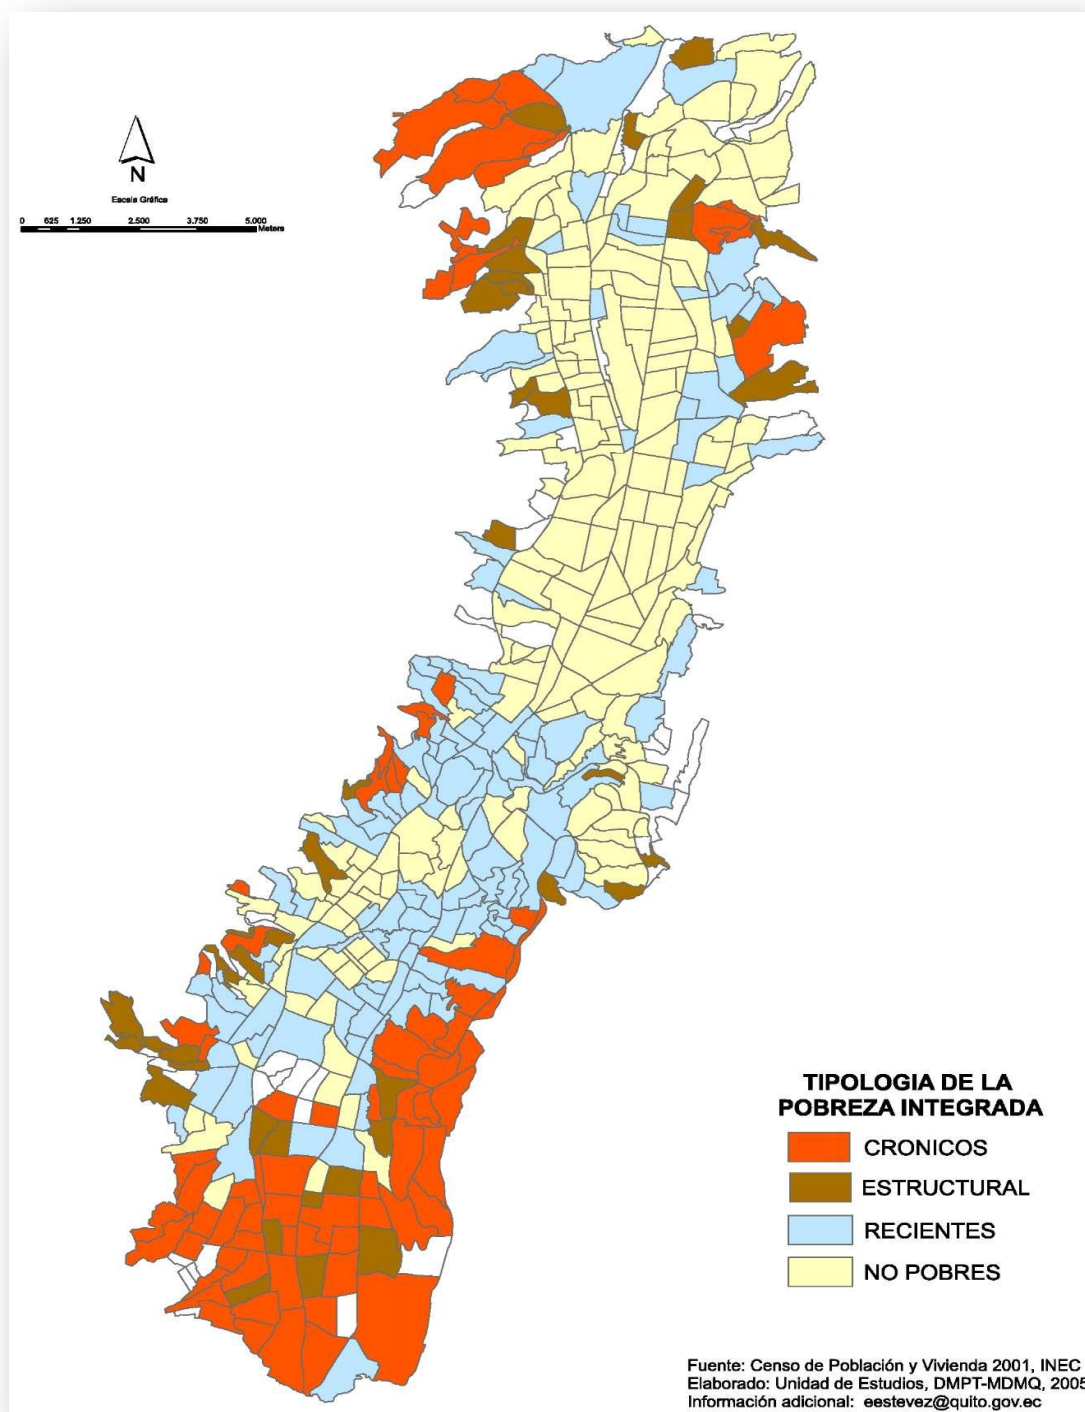 N
Escala Gráfica
0 625 1.250 2.500 3.750 5.000
Meters
TIPOLOGIA DE LA
POBREZA INTEGRADA
CRONICOS
ESTRUCTURAL
RECIENTES
NO POBRES
Fuente: Censo de Población y Vivienda 2001, INEC
Elaborado: Unidad de Estudios, DMPT-MDMQ, 2005
Información adicional: eestevez@quito.gov.ec